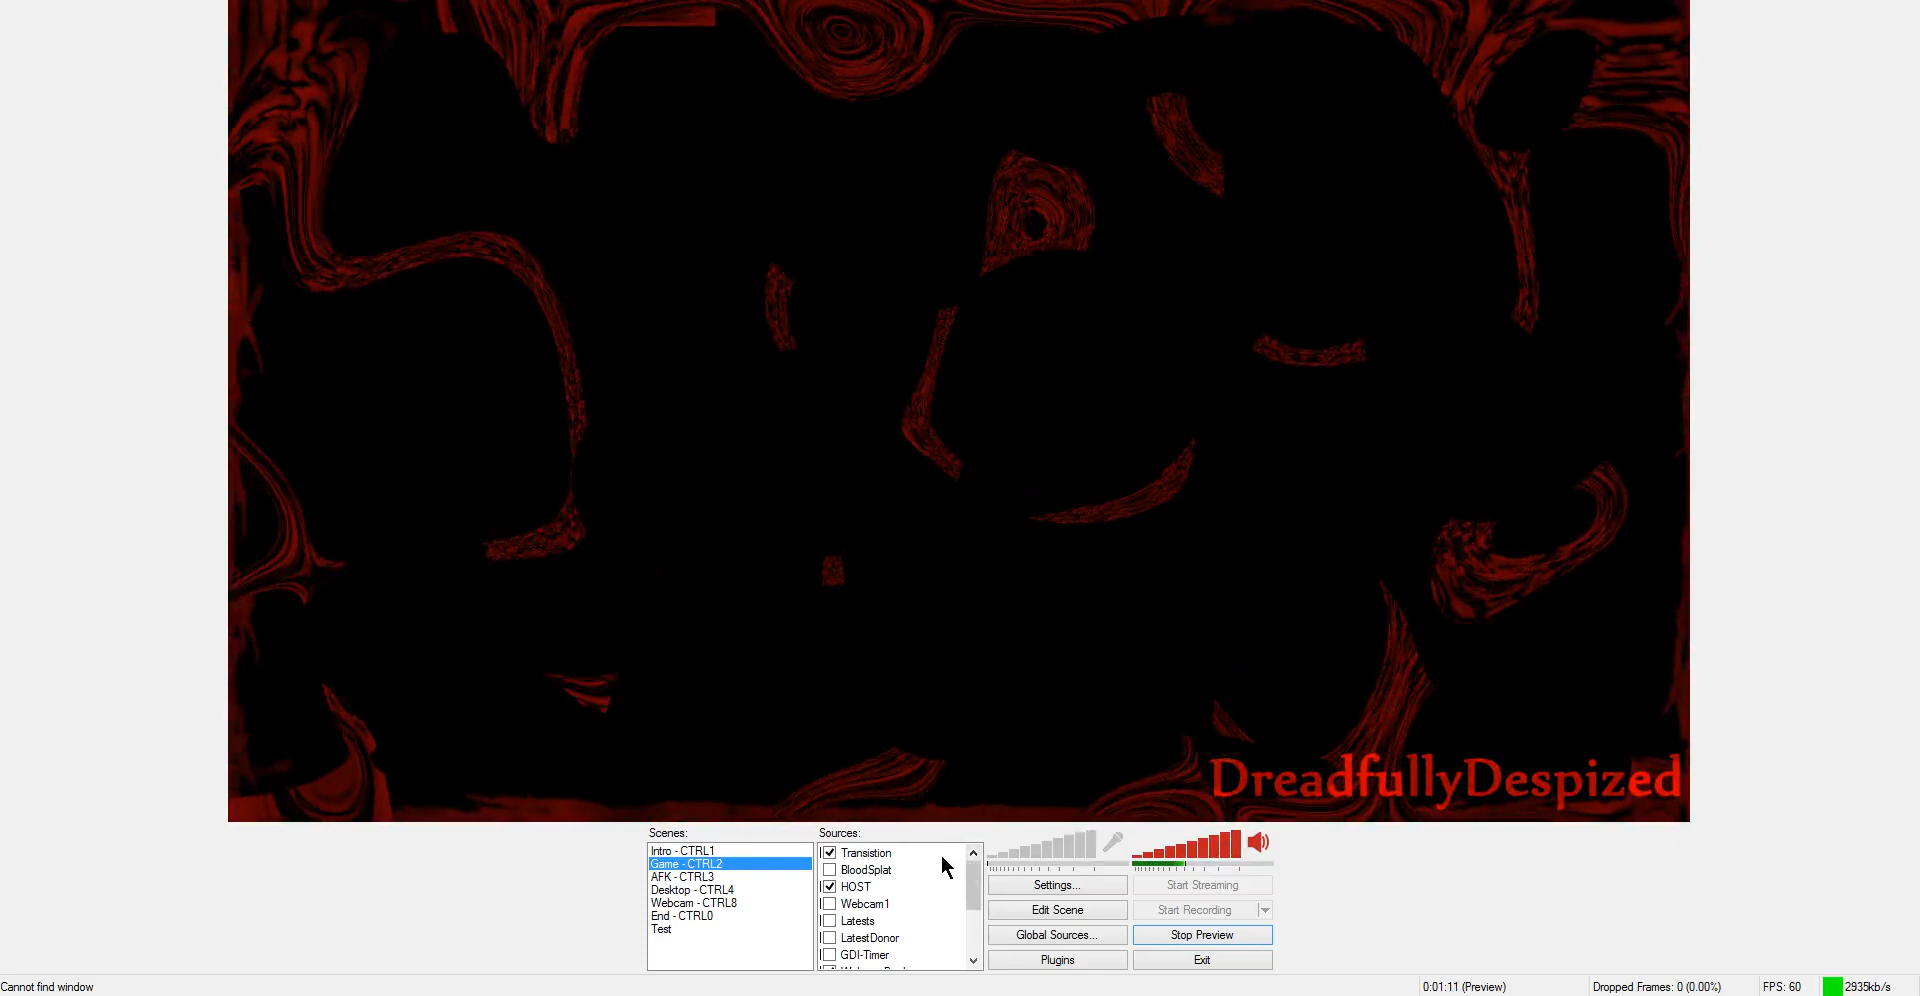 DreadfullyDespized
Scenes:
Intro - CTRL1
Game - CTRL2
AFK - CTRL3
Desktop - CTRL4
Webcam - CTRL8
End - CTRL0
Test
Sources:
Transistion
BloodSplat
HOST
Webcam1
Latests
LatestDonor
GDI-Timer
Settings...
Edit Scene
Global Sources...
Plugins
Start Streaming
Start Recording
Stop Preview
Exit
Cannot find window
0:01:11 (Preview)
Dropped Frames: 0 (0.00%)
FPS: 60
2935kb/s